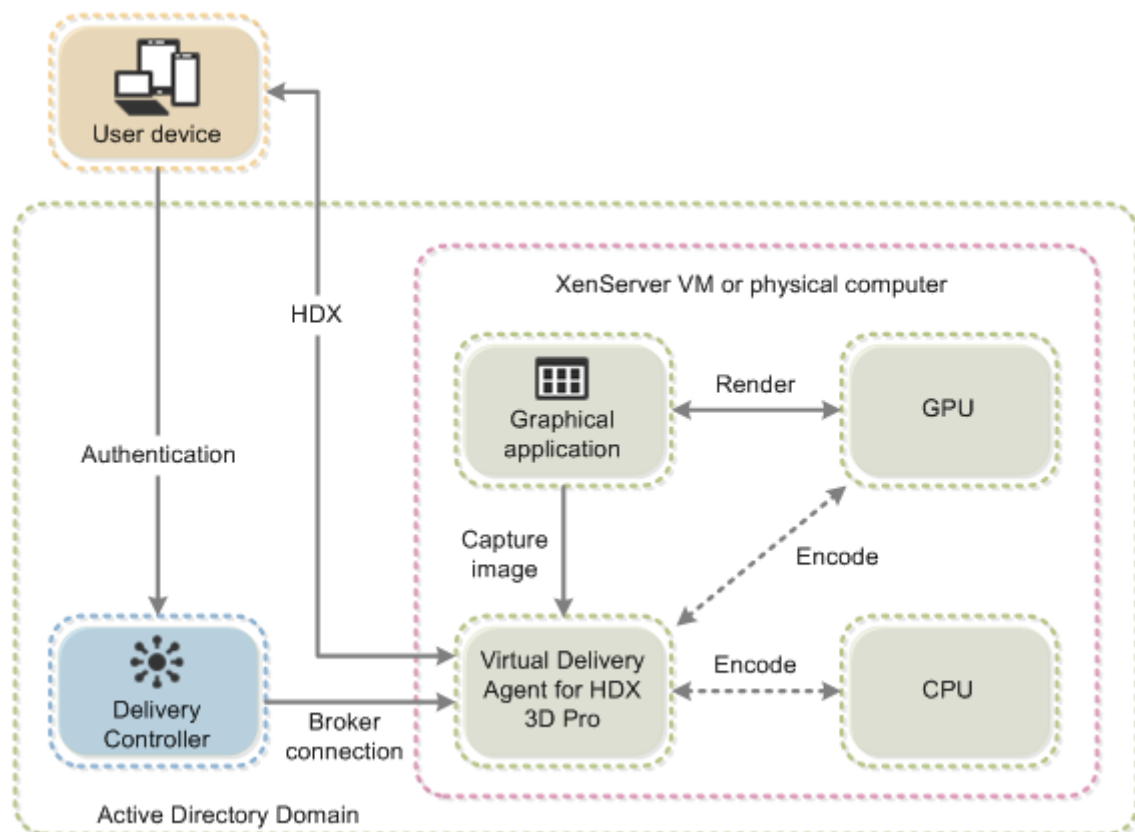 User device
XenServer VM or physical computer
HDX
Graphical
application
Render
GPU
Authentication
Capture
image
Encode
Delivery
Controller
Broker
connection
Virtual Delivery
Agent for HDX
3D Pro
Encode
CPU
Active Directory Domain